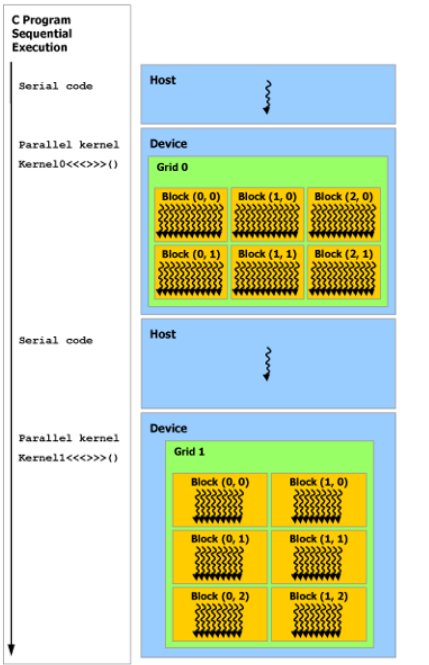 C Program
Sequential
Execution
Serial code
Host
Parallel kernel
Kernel0<<<>>>()
Device
Grid 0
Block (0, 0) Block (1, 0) Block (2, 0)
Block (0, 1) Block (1, 1) Block (2, 1)
Serial code
Host
Parallel kernel
Kernel1<<<>>>()
Device
Grid 1
Block (0, 0) Block (1, 0)
Block (0, 1) Block (1, 1)
Block (0, 2) Block (1, 2)